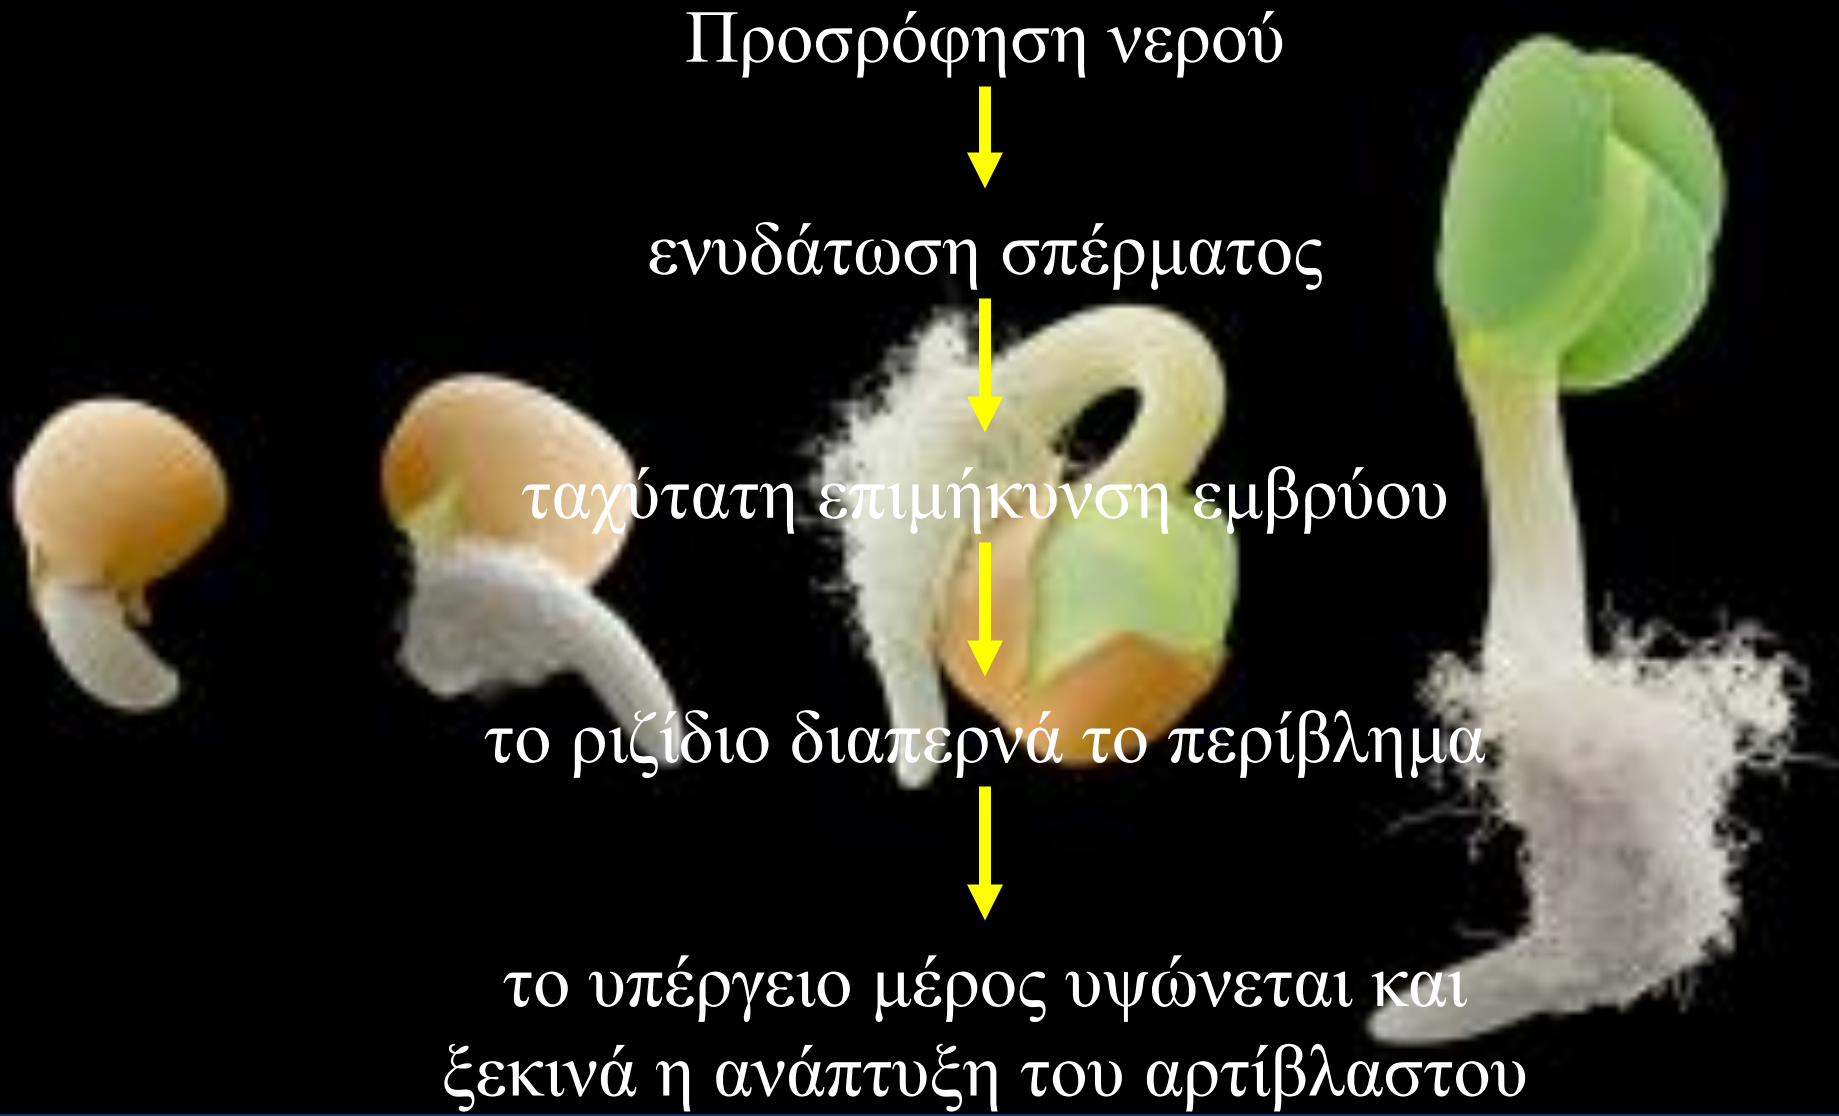 Προσρόφηση νερού
ενυδάτωση σπέρματος
ταχύτατη επιμήκυνση εμβρύου
το ριζίδιο διαπερνά το περίβλημα
το υπέργειο μέρος υψώνεται και
ξεκινά η ανάπτυξη του αρτίβλαστου